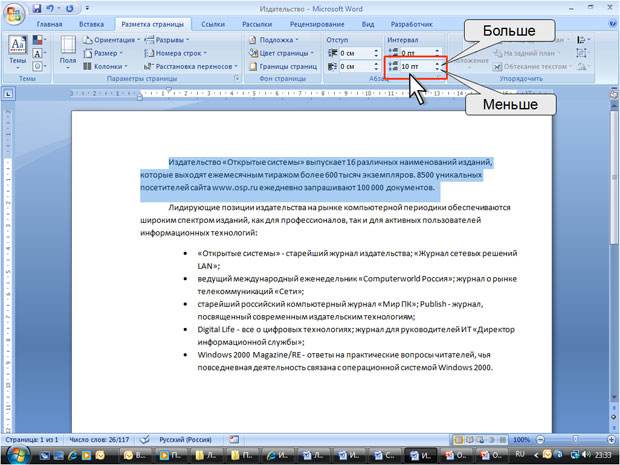 Издательство - Microsoft Word
Главная Вставка Разметка страницы Ссылки Рассылки Рецензирование Вид Разработчик
Больше
Меньше
Темы
Поля
Ориентация
Размер
Колонки
Разрывы
Номера строк
Расстановка переносов
Подложка
Цвет страницы
Границы страниц
Отступ
0 см
0 см
Интервал
0 пт
10 пт
Положение
На задний план
Обтекание текстом
Темы Параметры страницы Фон страницы Абзац Упорядочить
Издательство «Открытые системы» выпускает 16 различных наименований изданий,
которые выходят ежемесячным тиражом более 600 тысяч экземпляров. 8500 уникальных
посетителей сайта www.osp.ru ежедневно запрашивают 100 000 документов.
Лидирующие позиции издательства на рынке компьютерной периодики обеспечиваются
широким спектром изданий, как для профессионалов, так и для активных пользователей
информационных технологий:
• «Открытые системы» - старейший журнал издательства; «Журнал сетевых решений
LAN»;
• ведущий международный еженедельник «Computerworld Россия»; журнал о рынке
телекоммуникаций «Сети»;
• старейший российский компьютерный журнал «Мир ПК»; Publish - журнал,
посвященный современным издательским технологиям;
• Digital Life - все о цифровых технологиях; журнал для руководителей ИТ «Директор
информационной службы»;
• Windows 2000 Magazine/RE - ответы на практические вопросы читателей, чья
повседневная деятельность связана с операционной системой Windows 2000.
Страница: 1 из 1 Число слов: 26/117 Русский (Россия) 100%
RU 23:33